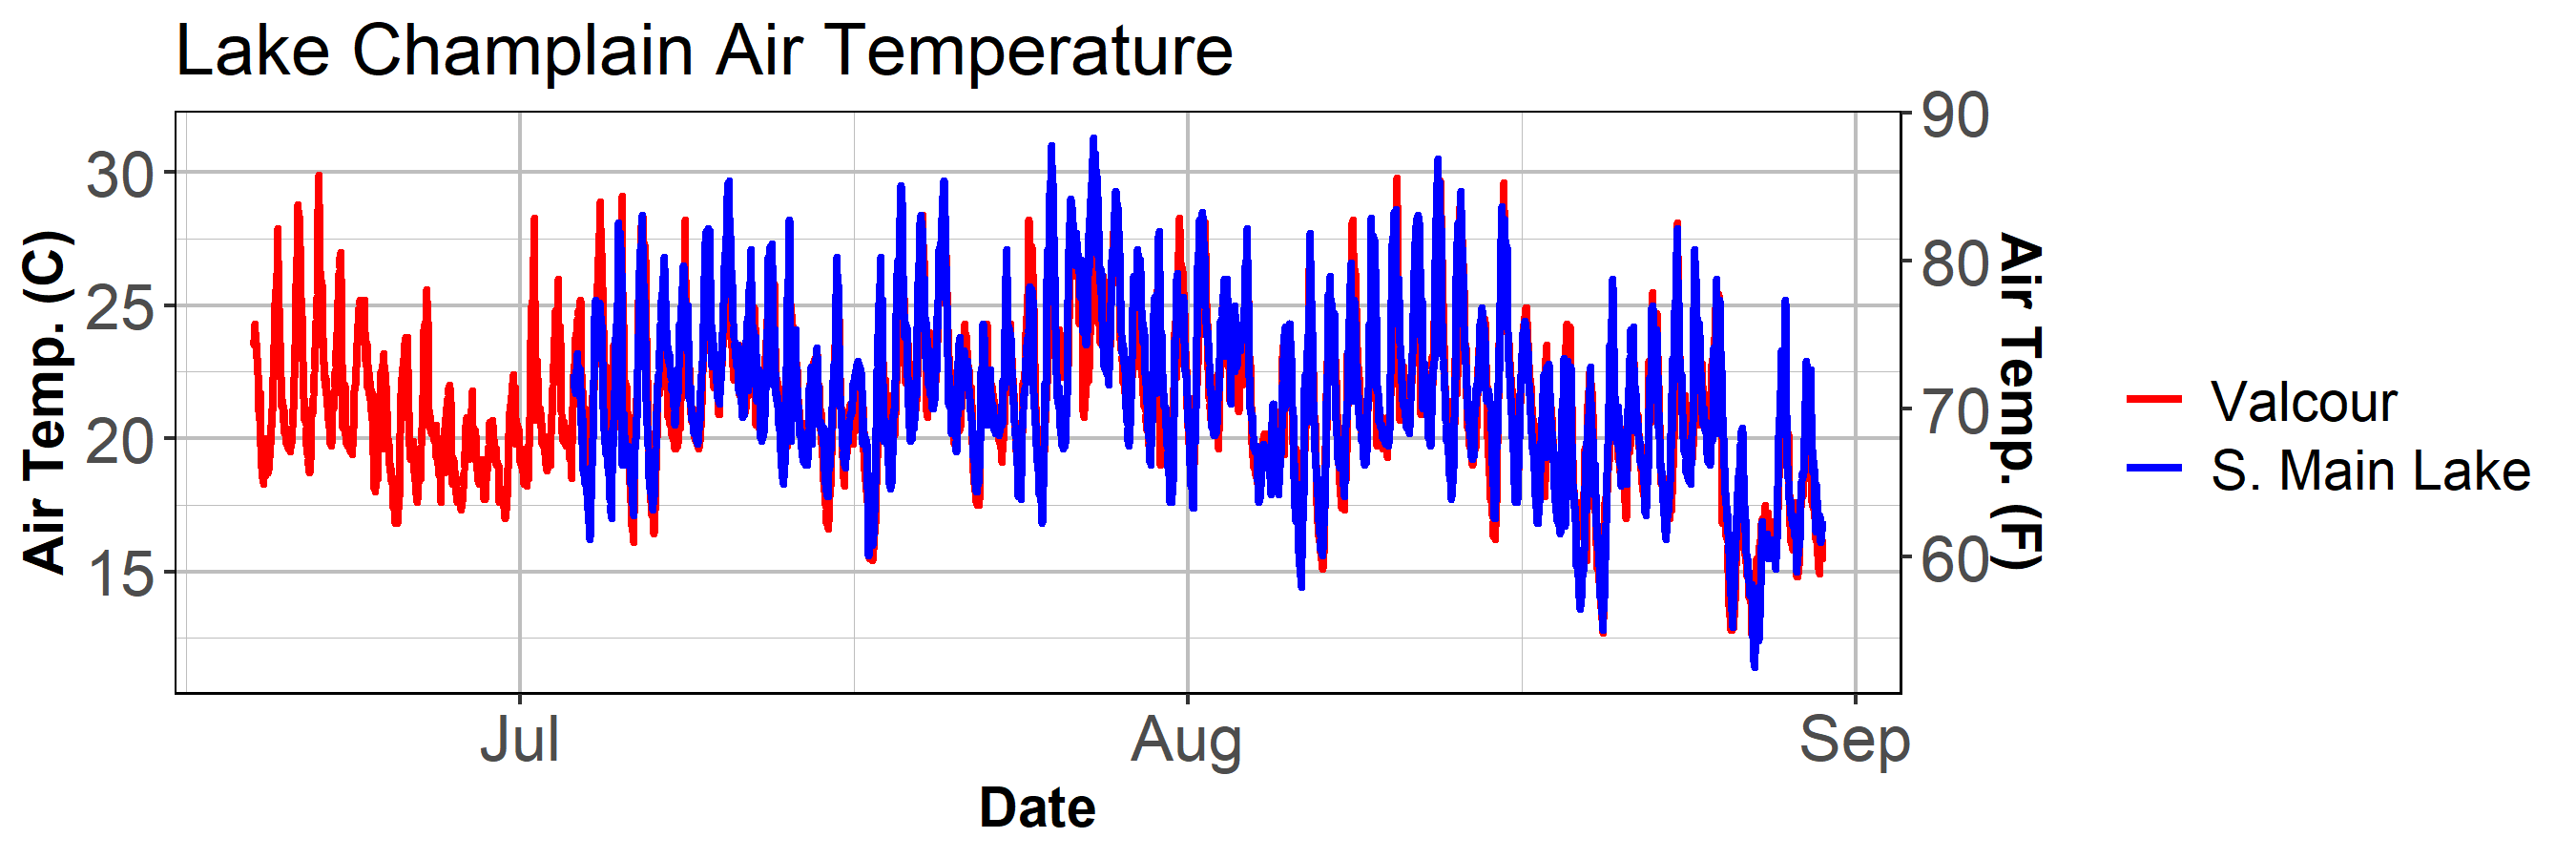 Lake Champlain Air Temperature
Air Temp. (C)
30
25
20
15
90
80
70
60
Air Temp. (F)
Jul
Aug
Sep
Date
Valcour
S. Main Lake